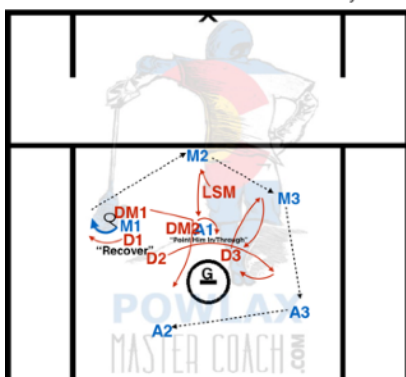 X
M2
LSM
M3
DM1
M1
DM2
A1
D1
"Point Him In/Through"
"Recover"
D2
D3
G
POWLAX
A3
A2
MASTER COACH
.COM